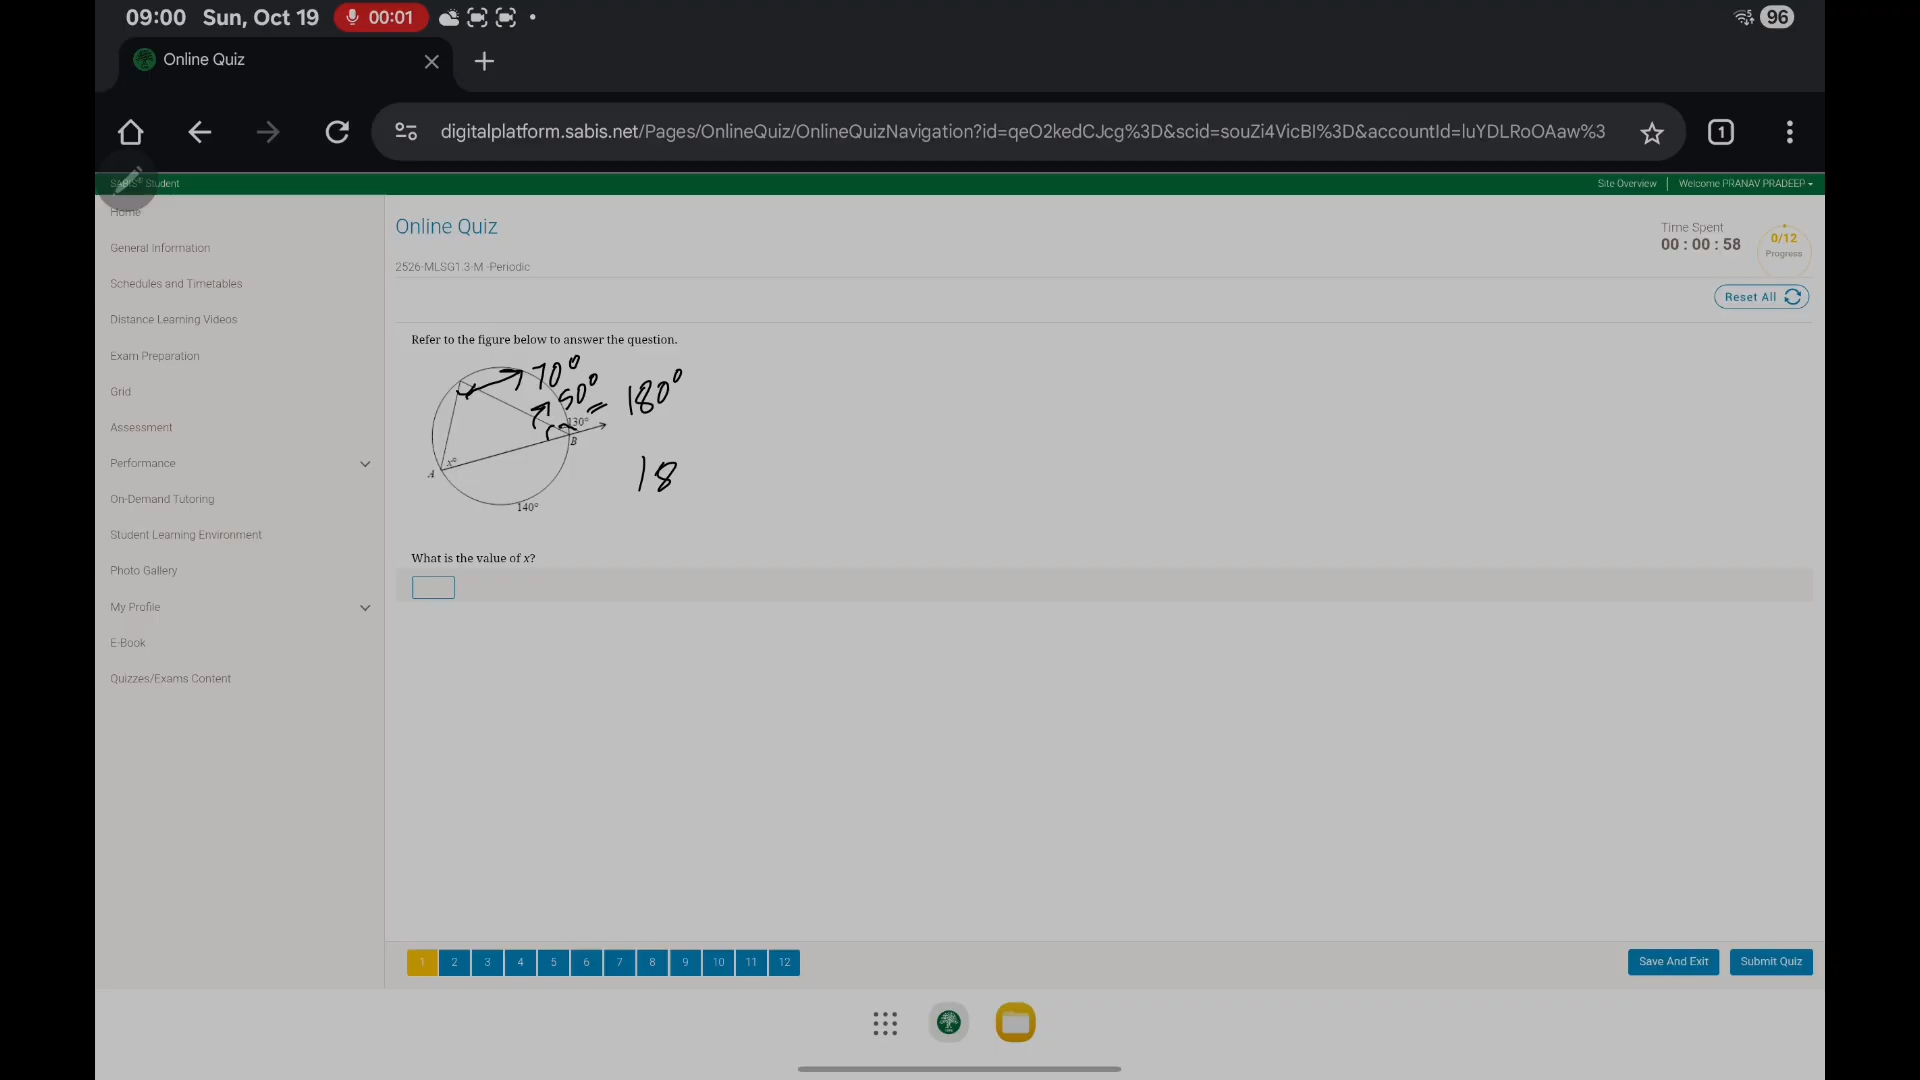 09:00 Sun, Oct 19 00:01 96
Online Quiz
digitalplatform.sabis.net/Pages/OnlineQuiz/OnlineQuizNavigation?id=qeO2kedCJcg%3D&scid=souZi4VicBI%3D&accountId=luYDLRoOAaw%3 1
SABIS® Student Site Overview Welcome PRANAV PRADEEP
Home
General Information
Schedules and Timetables
Distance Learning Videos
Exam Preparation
Grid
Assessment
Performance
On-Demand Tutoring
Student Learning Environment
Photo Gallery
My Profile
E-Book
Quizzes/Exams Content
Online Quiz
Time Spent
00 : 00 : 58
0/12
Progress
2526-MLSG1.3-M -Periodic
Reset All
Refer to the figure below to answer the question.
70°
50° 180°
130°
B
x°
A
18
140°
What is the value of x?
1 2 3 4 5 6 7 8 9 10 11 12
Save And Exit Submit Quiz